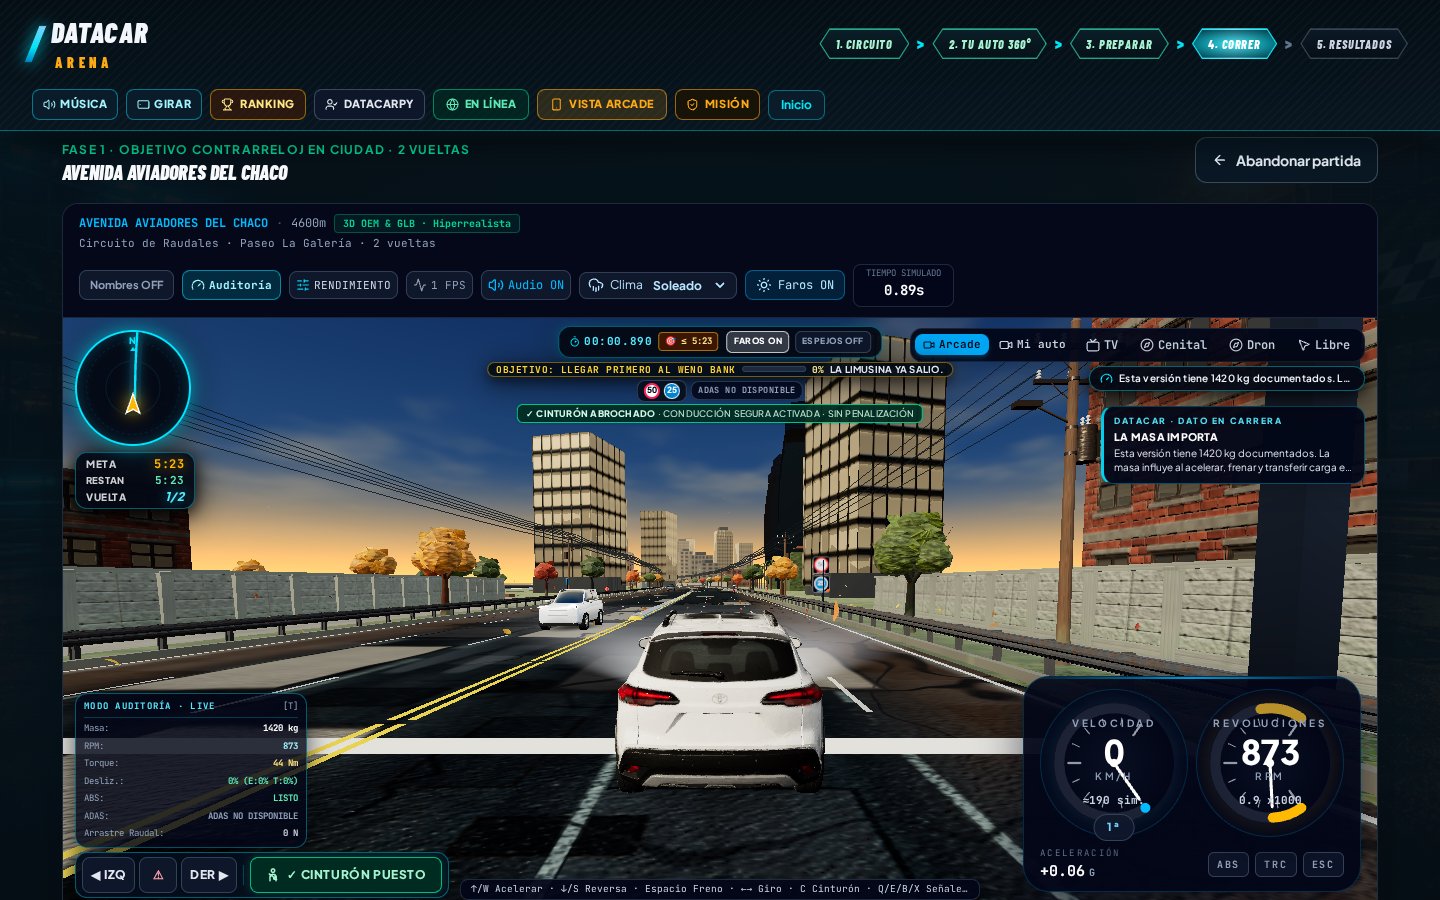 DATACAR
ARENA
1. CIRCUITO > 2. TU AUTO 360° > 3. PREPARAR > 4. CORRER > 5. RESULTADOS
MÚSICA GIRAR RANKING DATACARPY EN LÍNEA VISTA ARCADE MISIÓN Inicio
FASE 1 · OBJETIVO CONTRARRELOJ EN CIUDAD · 2 VUELTAS
AVENIDA AVIADORES DEL CHACO
← Abandonar partida
AVENIDA AVIADORES DEL CHACO · 4600m 3D OEM & GLB · Hiperrealista
Circuito de Raudales · Paseo La Galería · 2 vueltas
Nombres OFF Auditoría RENDIMIENTO 1 FPS Audio ON Clima Soleado Faros ON
TIEMPO SIMULADO
0.89s
N
00:00.890 ≤ 5:23 FAROS ON ESPEJOS OFF
Arcade Mi auto TV Cenital Dron Libre
OBJETIVO: LLEGAR PRIMERO AL WENO BANK 0% LA LIMUSINA YA SALIO.
50 25 ADAS NO DISPONIBLE
✓ CINTURÓN ABROCHADO · CONDUCCIÓN SEGURA ACTIVADA · SIN PENALIZACIÓN
Esta versión tiene 1420 kg documentados. L…
DATACAR · DATO EN CARRERA
LA MASA IMPORTA
Esta versión tiene 1420 kg documentados. La
masa influye al acelerar, frenar y transferir carga e…
META 5:23
RESTAN 5:23
VUELTA 1/2
MODO AUDITORÍA · LIVE [T]
Masa: 1420 kg
RPM: 873
Torque: 44 Nm
Desliz.: 0% (E:0% T:0%)
ABS: LISTO
ADAS: ADAS NO DISPONIBLE
Arrastre Raudal: 0 N
◀ IZQ ⚠ DER ▶ ✓ CINTURÓN PUESTO
↑/W Acelerar · ↓/S Reversa · Espacio Freno · ←→ Giro · C Cinturón · Q/E/B/X Señale…
VELOCIDAD
0
KM/H
≈190 sim.
1ª
REVOLUCIONES
873
RPM
0.9 x1000
ACELERACIÓN
+0.06 G
ABS TRC ESC